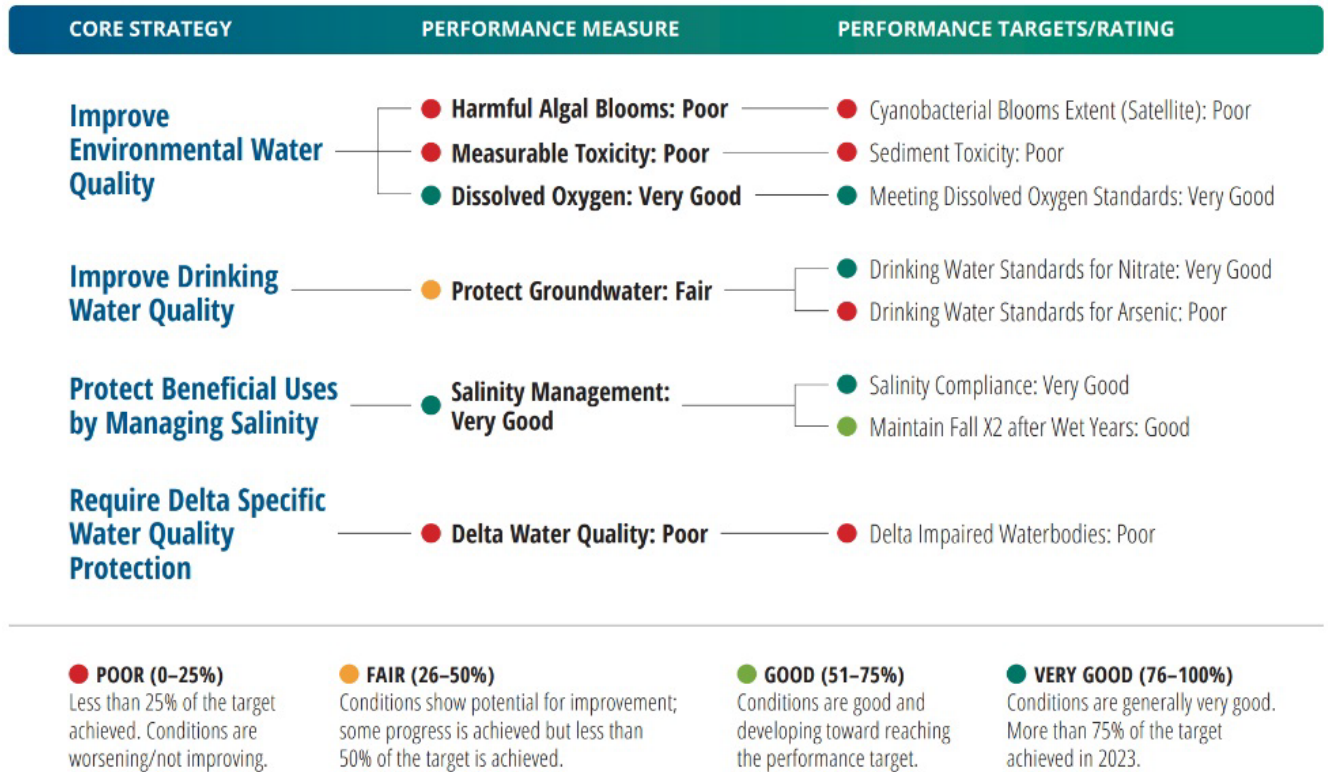 CORE STRATEGY
PERFORMANCE MEASURE
PERFORMANCE TARGETS/RATING
Improve
Environmental Water
Quality
Harmful Algal Blooms: Poor
Cyanobacterial Blooms Extent (Satellite): Poor
Measurable Toxicity: Poor
Sediment Toxicity: Poor
Dissolved Oxygen: Very Good
Meeting Dissolved Oxygen Standards: Very Good
Improve Drinking
Water Quality
Protect Groundwater: Fair
Drinking Water Standards for Nitrate: Very Good
Drinking Water Standards for Arsenic: Poor
Protect Beneficial Uses
by Managing Salinity
Salinity Management:
Very Good
Salinity Compliance: Very Good
Maintain Fall X2 after Wet Years: Good
Require Delta Specific
Water Quality
Protection
Delta Water Quality: Poor
Delta Impaired Waterbodies: Poor
POOR (0–25%)
Less than 25% of the target
achieved. Conditions are
worsening/not improving.
FAIR (26–50%)
Conditions show potential for improvement;
some progress is achieved but less than
50% of the target is achieved.
GOOD (51–75%)
Conditions are good and
developing toward reaching
the performance target.
VERY GOOD (76–100%)
Conditions are generally very good.
More than 75% of the target
achieved in 2023.